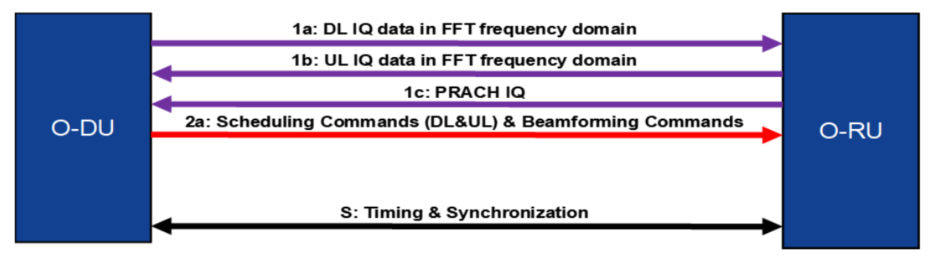 1a: DL IQ data in FFT frequency domain
1b: UL IQ data in FFT frequency domain
1c: PRACH IQ
O-DU
2a: Scheduling Commands (DL&UL) & Beamforming Commands
O-RU
S: Timing & Synchronization